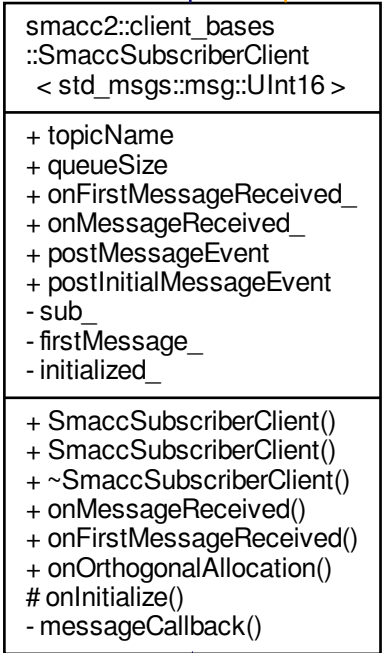 smacc2::client_bases
::SmaccSubscriberClient
< std_msgs::msg::UInt16 >
+ topicName
+ queueSize
+ onFirstMessageReceived_
+ onMessageReceived_
+ postMessageEvent
+ postInitialMessageEvent
- sub_
- firstMessage_
- initialized_
+ SmaccSubscriberClient()
+ SmaccSubscriberClient()
+ ~SmaccSubscriberClient()
+ onMessageReceived()
+ onFirstMessageReceived()
+ onOrthogonalAllocation()
# onInitialize()
- messageCallback()